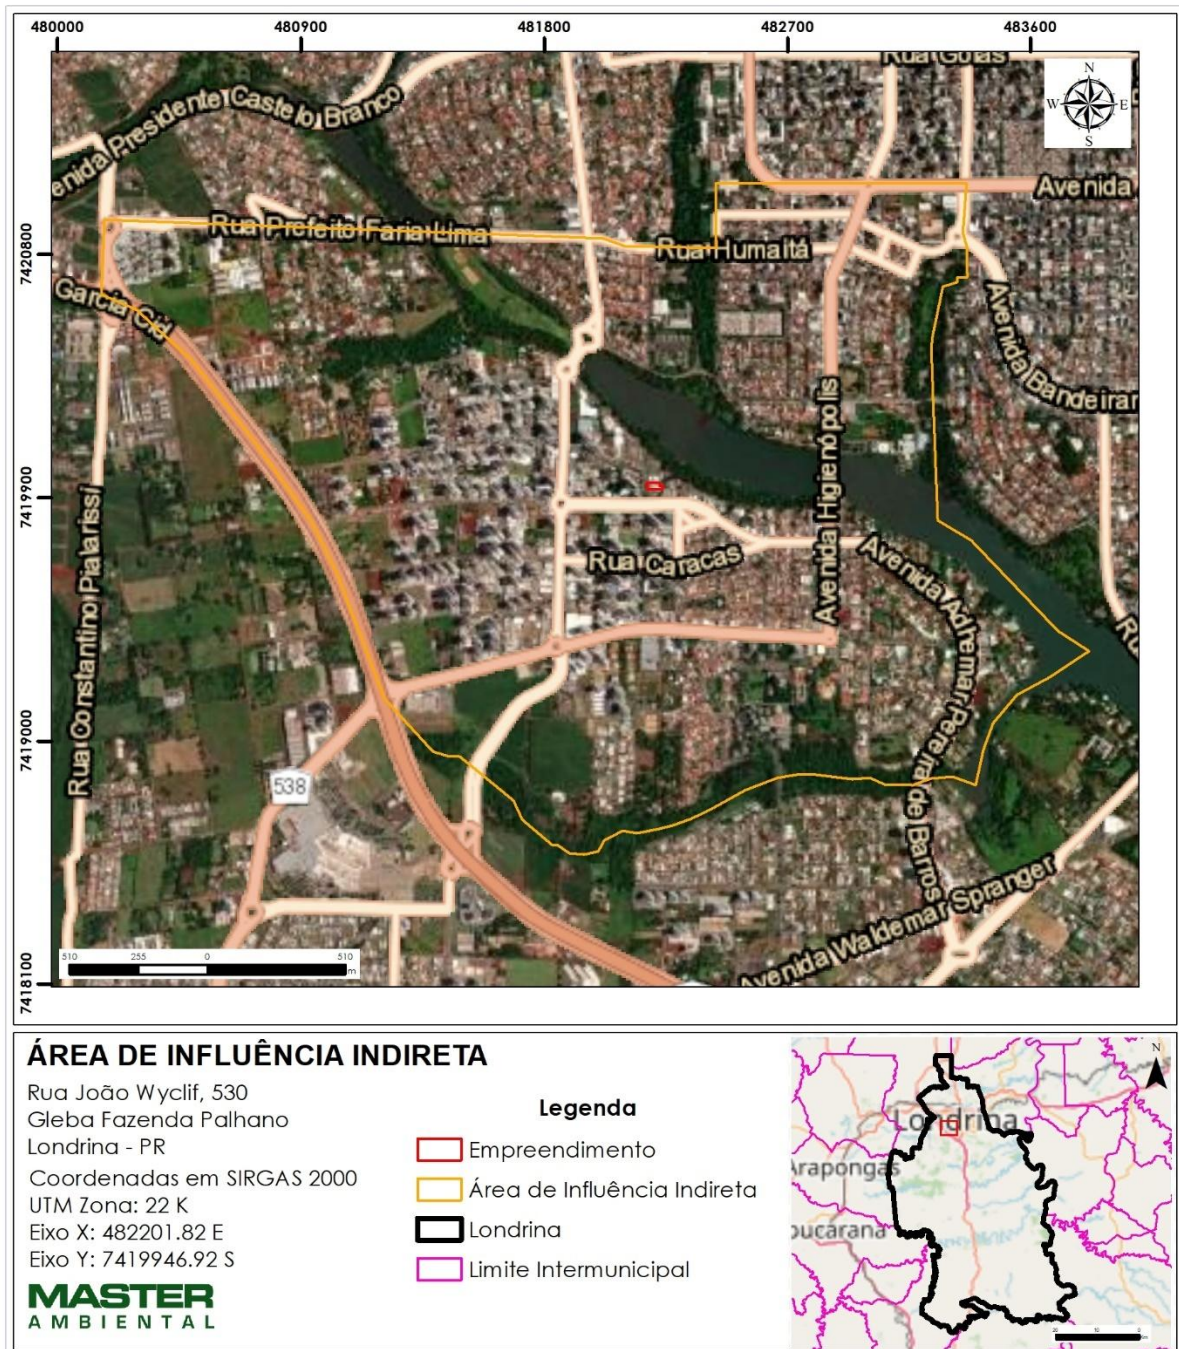 480000 480900 481800 482700 483600
Rua Goiás
N
W E
S
enida Presidente Castelo Branco
Avenida
Rua Prefeito Faria Lima
Rua Humaitá
7420800
Garcia Cid
Avenida Bandeiran
Avenida Higienópolis
7419900
Rua Caracas
Avenida Adhemar Pereira de Barros
Rua Constantino Pialarissi
Ru
7419000
538
Avenida Waldemar Spranger
510 255 0 510
m
7418100
ÁREA DE INFLUÊNCIA INDIRETA
Rua João Wyclif, 530
Gleba Fazenda Palhano
Londrina - PR
Coordenadas em SIRGAS 2000
UTM Zona: 22 K
Eixo X: 482201.82 E
Eixo Y: 7419946.92 S
MASTER
AMBIENTAL
Legenda
Empreendimento
Área de Influência Indireta
Londrina
Limite Intermunicipal
N
Londrina
Arapongas
pucarana